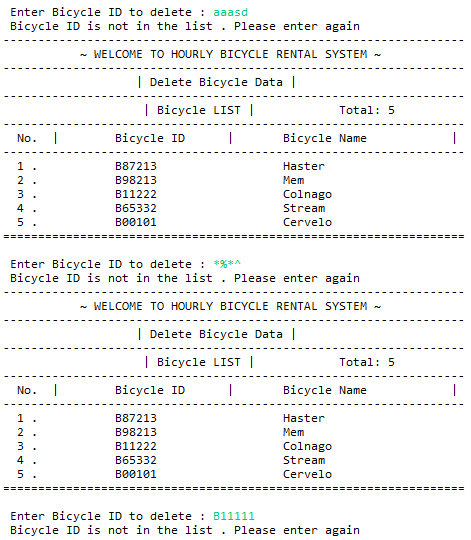 Enter Bicycle ID to delete : aaasd
Bicycle ID is not in the list . Please enter again
------------------------------------------------------------------
~ WELCOME TO HOURLY BICYCLE RENTAL SYSTEM ~
------------------------------------------------------------------
| Delete Bicycle Data |
------------------------------------------------------------------
| Bicycle LIST | Total: 5
------------------------------------------------------------------
No. | Bicycle ID | Bicycle Name |
------------------------------------------------------------------
1 . B87213 Haster
2 . B98213 Mem
3 . B11222 Colnago
4 . B65332 Stream
5 . B00101 Cervelo
==================================================================
Enter Bicycle ID to delete : *%*^
Bicycle ID is not in the list . Please enter again
------------------------------------------------------------------
~ WELCOME TO HOURLY BICYCLE RENTAL SYSTEM ~
------------------------------------------------------------------
| Delete Bicycle Data |
------------------------------------------------------------------
| Bicycle LIST | Total: 5
------------------------------------------------------------------
No. | Bicycle ID | Bicycle Name |
------------------------------------------------------------------
1 . B87213 Haster
2 . B98213 Mem
3 . B11222 Colnago
4 . B65332 Stream
5 . B00101 Cervelo
==================================================================
Enter Bicycle ID to delete : B11111
Bicycle ID is not in the list . Please enter again